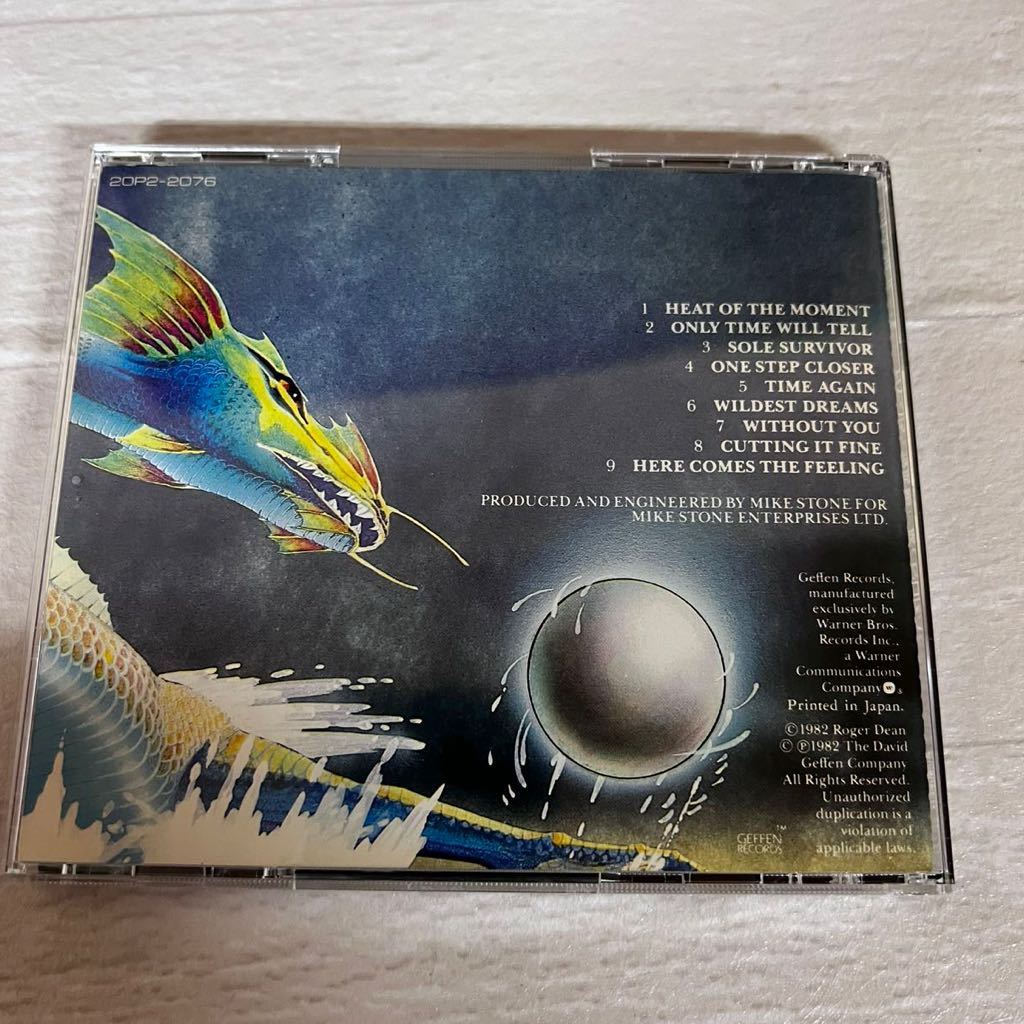 20P2-2076
1 HEAT OF THE MOMENT
2 ONLY TIME WILL TELL
3 SOLE SURVIVOR
4 ONE STEP CLOSER
5 TIME AGAIN
6 WILDEST DREAMS
7 WITHOUT YOU
8 CUTTING IT FINE
9 HERE COMES THE FEELING
PRODUCED AND ENGINEERED BY MIKE STONE FOR
MIKE STONE ENTERPRISES LTD.
Geffen Records,
manufactured
exclusively by
Warner Bros.
Records Inc.,
a Warner
Communications
Company
Printed in Japan.
©1982 Roger Dean
© ℗1982 The David
Geffen Company
All Rights Reserved.
Unauthorized
duplication is a
violation of
applicable laws.
GEFFEN™
RECORDS